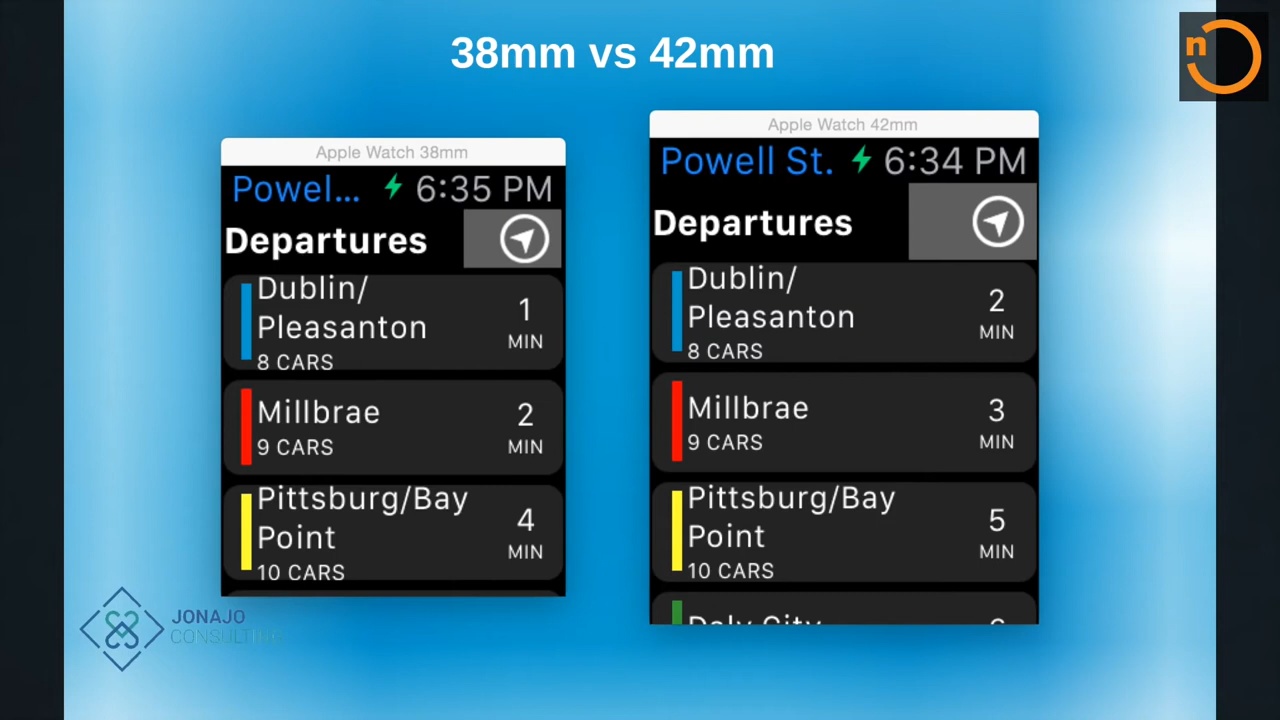 38mm vs 42mm
n
Apple Watch 38mm
Powel... 6:35 PM
Departures
Dublin/
Pleasanton
8 CARS
1
MIN
Millbrae
9 CARS
2
MIN
Pittsburg/Bay
Point
10 CARS
4
MIN
Apple Watch 42mm
Powell St. 6:34 PM
Departures
Dublin/
Pleasanton
8 CARS
2
MIN
Millbrae
9 CARS
3
MIN
Pittsburg/Bay
Point
10 CARS
5
MIN
Daly City 6
JONAJO
CONSULTING